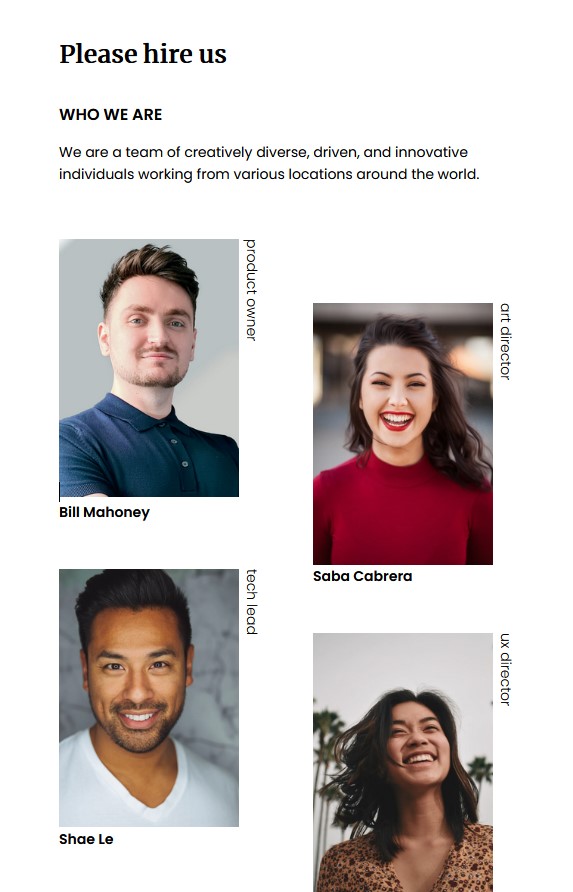 Please hire us
WHO WE ARE
We are a team of creatively diverse, driven, and innovative
individuals working from various locations around the world.
product owner
Bill Mahoney
art director
Saba Cabrera
tech lead
Shae Le
ux director